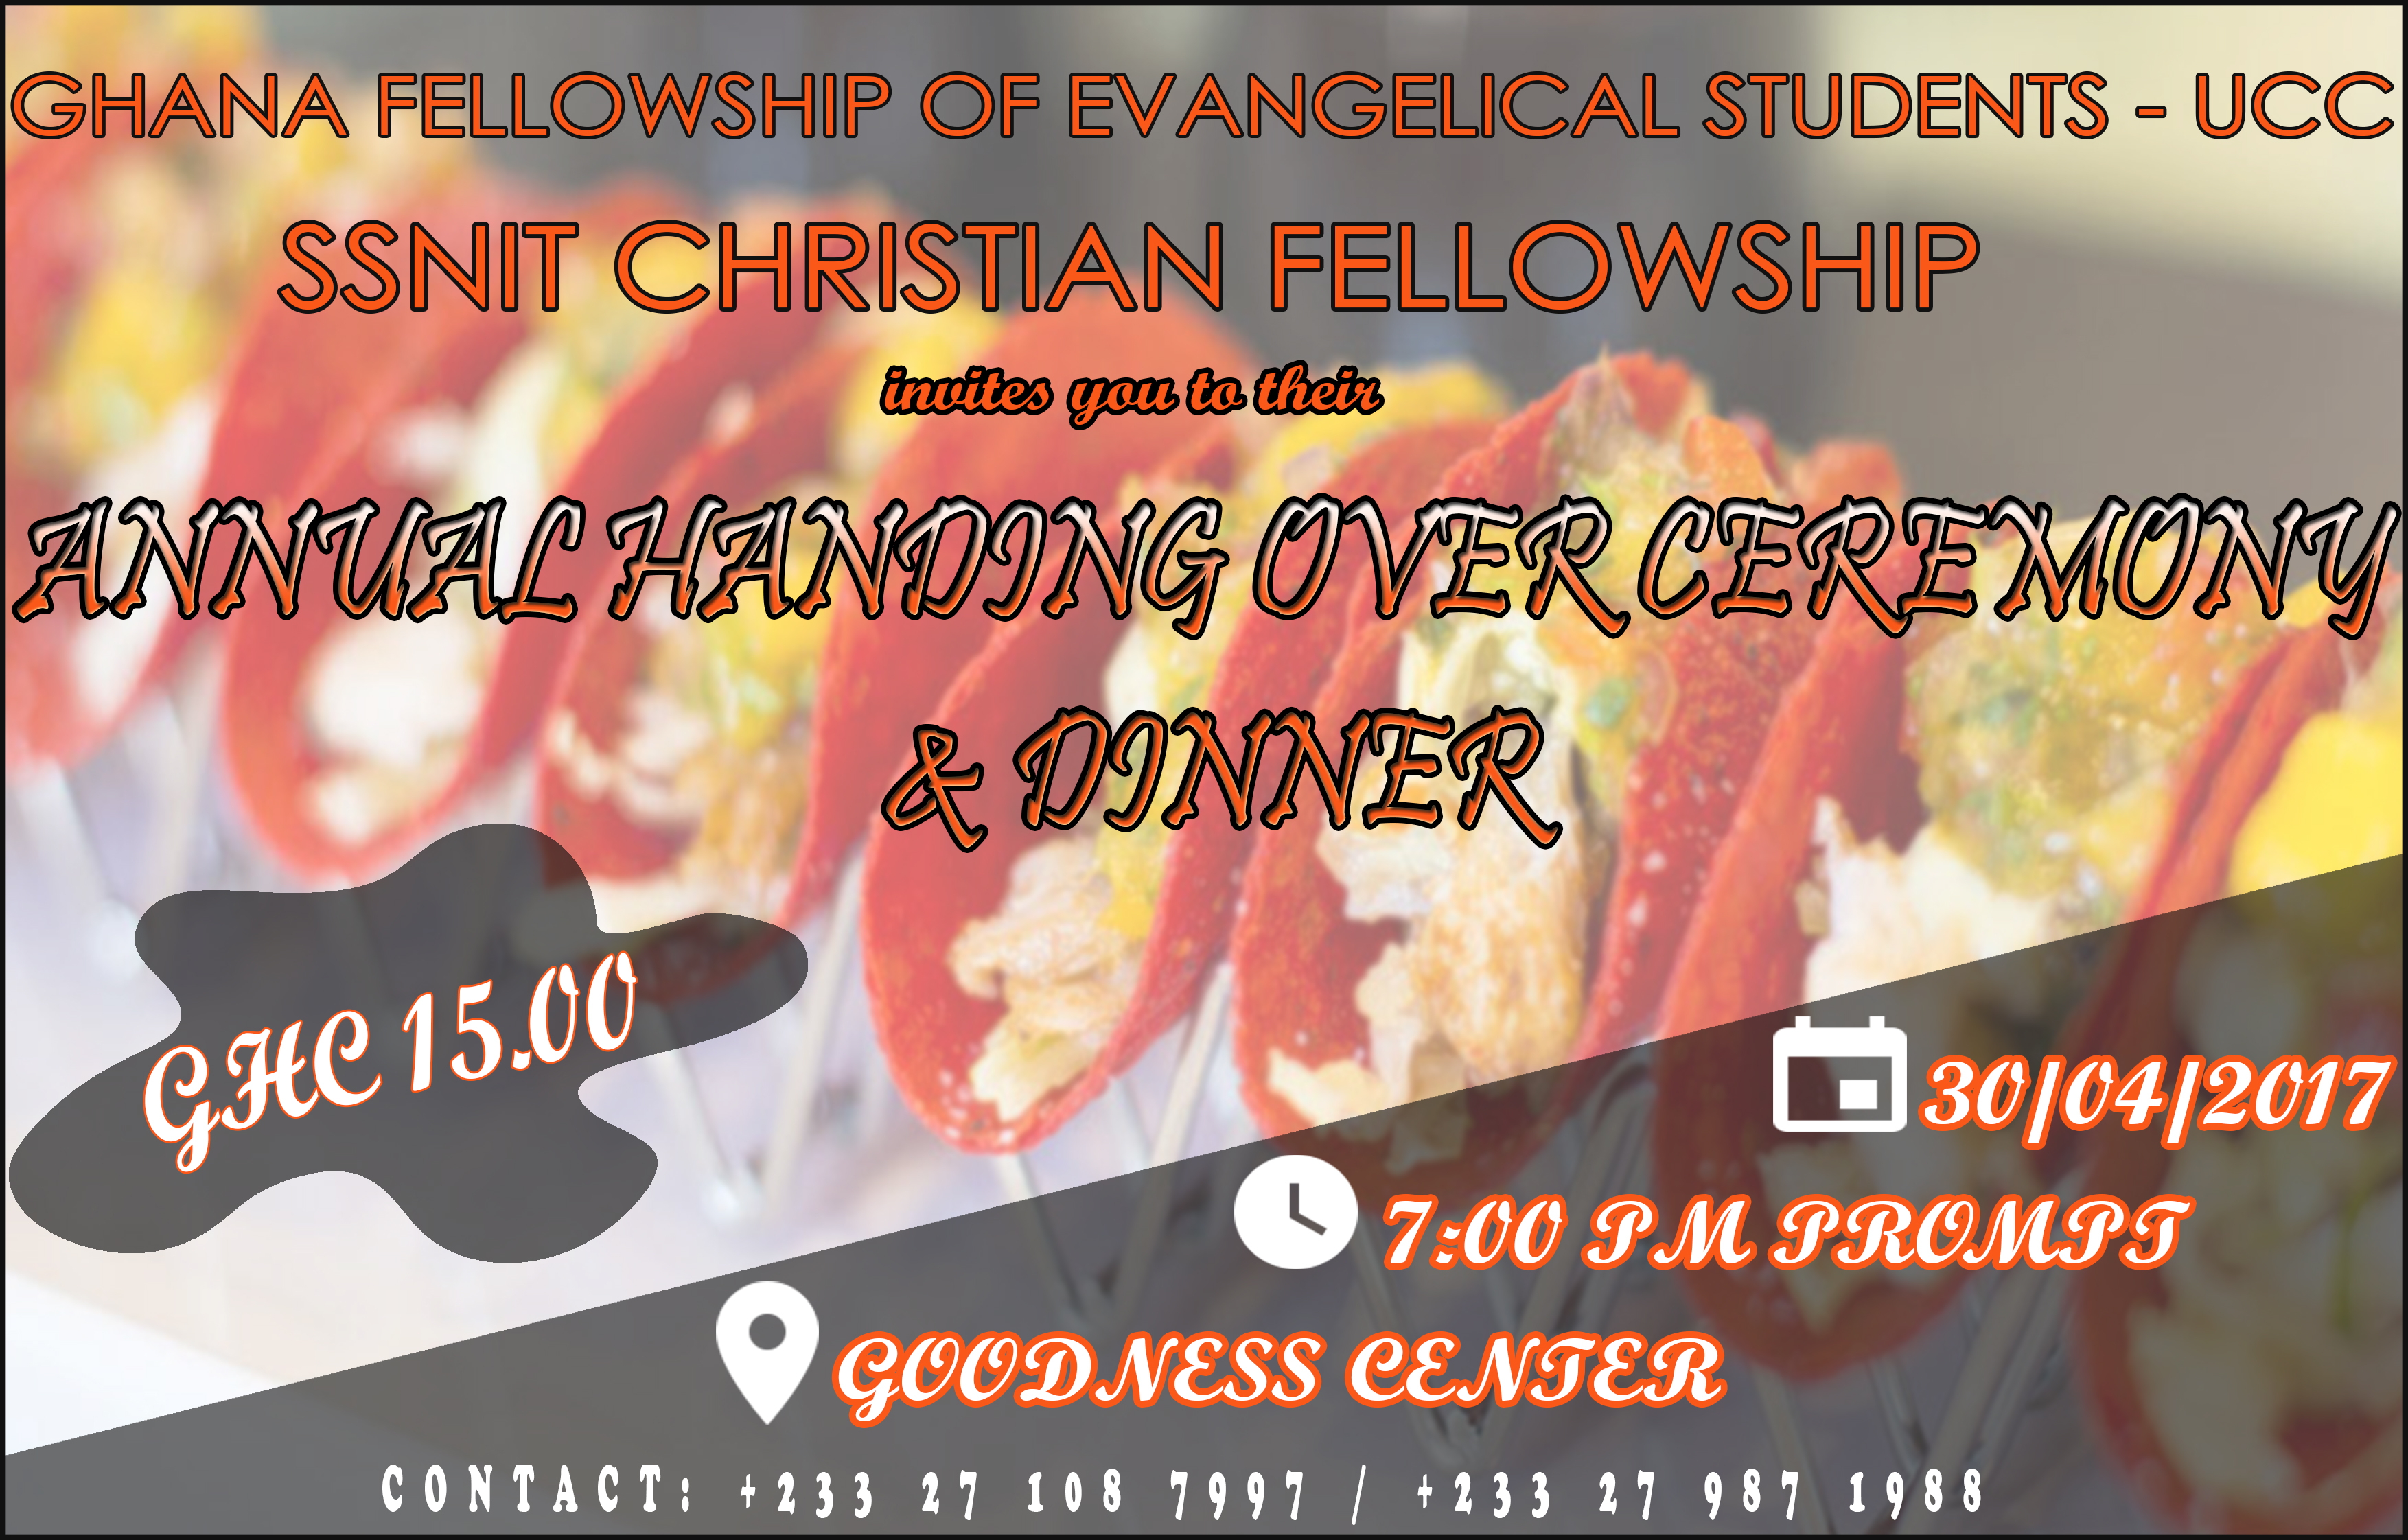 GHANA FELLOWSHIP OF EVANGELICAL STUDENTS - UCC
SSNIT CHRISTIAN FELLOWSHIP
invites you to their
ANNUAL HANDING OVER CEREMONY
& DINNER
GHC 15.00
30/04/2017
7:00 PM PROMPT
GOODNESS CENTER
CONTACT: +233 27 108 7997 / +233 27 987 1988